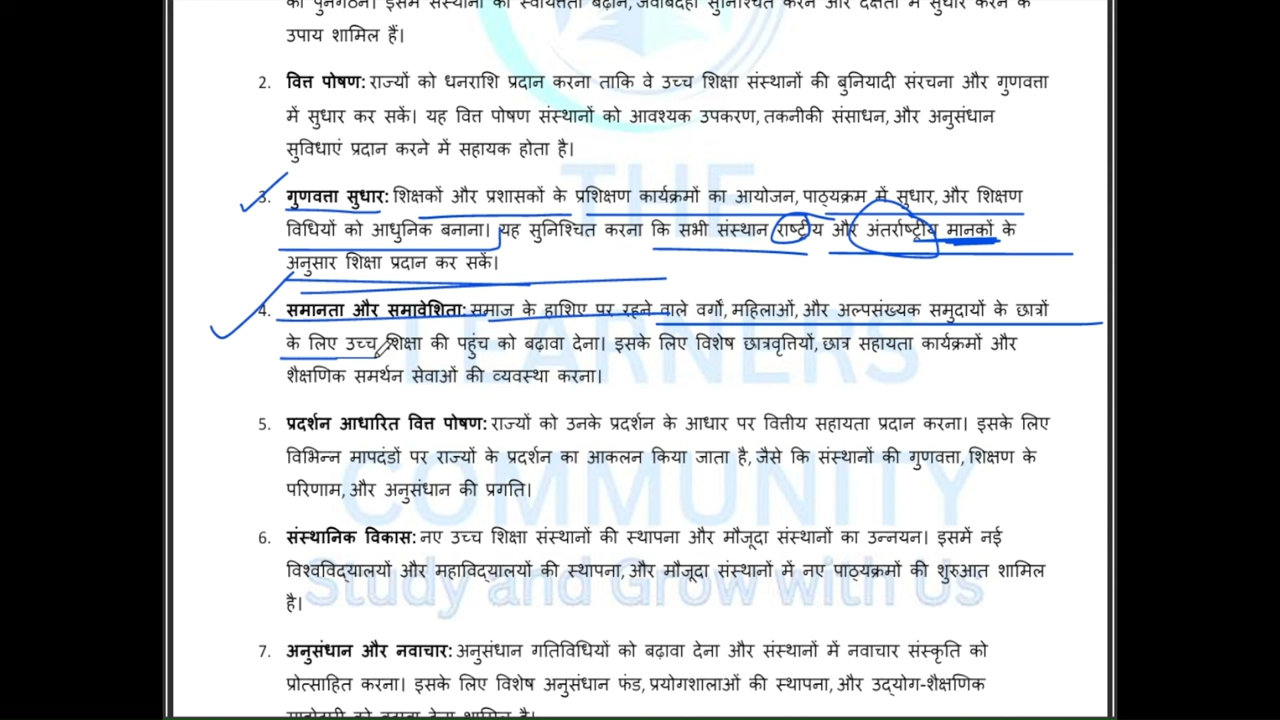 का पुनर्गठन। इसमें संस्थानों की स्वायत्तता बढ़ाने, जवाबदेही सुनिश्चित करने और दक्षता में सुधार करने के
उपाय शामिल हैं।
2. वित्त पोषण: राज्यों को धनराशि प्रदान करना ताकि वे उच्च शिक्षा संस्थानों की बुनियादी संरचना और गुणवत्ता
में सुधार कर सकें। यह वित्त पोषण संस्थानों को आवश्यक उपकरण, तकनीकी संसाधन, और अनुसंधान
सुविधाएं प्रदान करने में सहायक होता है।
THE
3. गुणवत्ता सुधार: शिक्षकों और प्रशासकों के प्रशिक्षण कार्यक्रमों का आयोजन, पाठ्यक्रम में सुधार, और शिक्षण
विधियों को आधुनिक बनाना। यह सुनिश्चित करना कि सभी संस्थान राष्ट्रीय और अंतर्राष्ट्रीय मानकों के
अनुसार शिक्षा प्रदान कर सकें।
4. समानता और समावेशिता: समाज के हाशिए पर रहने वाले वर्गों, महिलाओं, और अल्पसंख्यक समुदायों के छात्रों
के लिए उच्च शिक्षा की पहुंच को बढ़ावा देना। इसके लिए विशेष छात्रवृत्तियों, छात्र सहायता कार्यक्रमों और
LEARNERS
शैक्षणिक समर्थन सेवाओं की व्यवस्था करना।
5. प्रदर्शन आधारित वित्त पोषण: राज्यों को उनके प्रदर्शन के आधार पर वित्तीय सहायता प्रदान करना। इसके लिए
विभिन्न मापदंडों पर राज्यों के प्रदर्शन का आकलन किया जाता है, जैसे कि संस्थानों की गुणवत्ता, शिक्षण के
परिणाम, और अनुसंधान की प्रगति।
COMMUNITY
6. संस्थानिक विकास: नए उच्च शिक्षा संस्थानों की स्थापना और मौजूदा संस्थानों का उन्नयन। इसमें नई
विश्वविद्यालयों और महाविद्यालयों की स्थापना, और मौजूदा संस्थानों में नए पाठ्यक्रमों की शुरुआत शामिल
Study and Grow with Us
है।
7. अनुसंधान और नवाचार: अनुसंधान गतिविधियों को बढ़ावा देना और संस्थानों में नवाचार संस्कृति को
प्रोत्साहित करना। इसके लिए विशेष अनुसंधान फंड, प्रयोगशालाओं की स्थापना, और उद्योग-शैक्षणिक